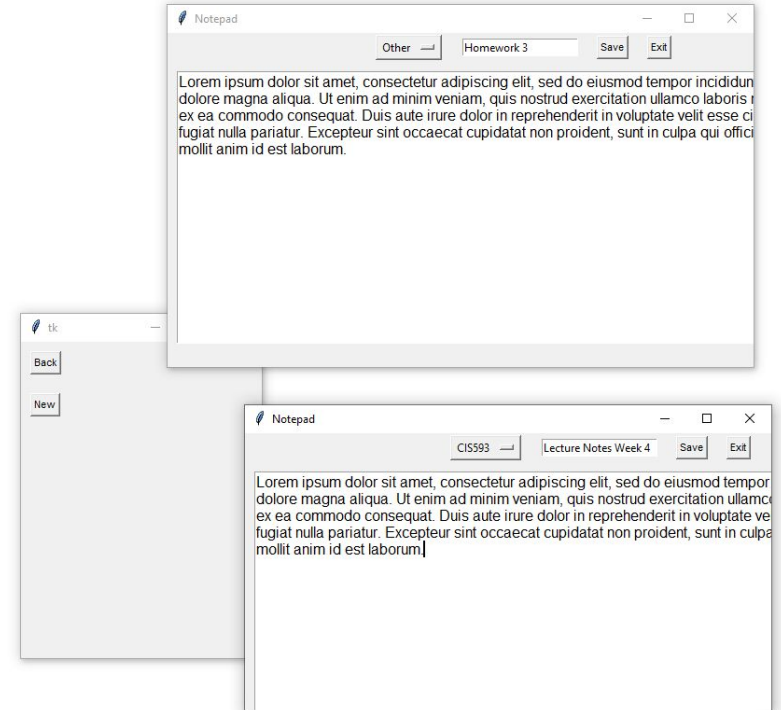 Notepad
Other Homework 3 Save Exit
Lorem ipsum dolor sit amet, consectetur adipiscing elit, sed do eiusmod tempor incididun
dolore magna aliqua. Ut enim ad minim veniam, quis nostrud exercitation ullamco laboris
ex ea commodo consequat. Duis aute irure dolor in reprehenderit in voluptate velit esse ci
fugiat nulla pariatur. Excepteur sint occaecat cupidatat non proident, sunt in culpa qui offici
mollit anim id est laborum.
tk
Back
New
Notepad
CIS593 Lecture Notes Week 4 Save Exit
Lorem ipsum dolor sit amet, consectetur adipiscing elit, sed do eiusmod tempor
dolore magna aliqua. Ut enim ad minim veniam, quis nostrud exercitation ullamc
ex ea commodo consequat. Duis aute irure dolor in reprehenderit in voluptate ve
fugiat nulla pariatur. Excepteur sint occaecat cupidatat non proident, sunt in culpa
mollit anim id est laborum.